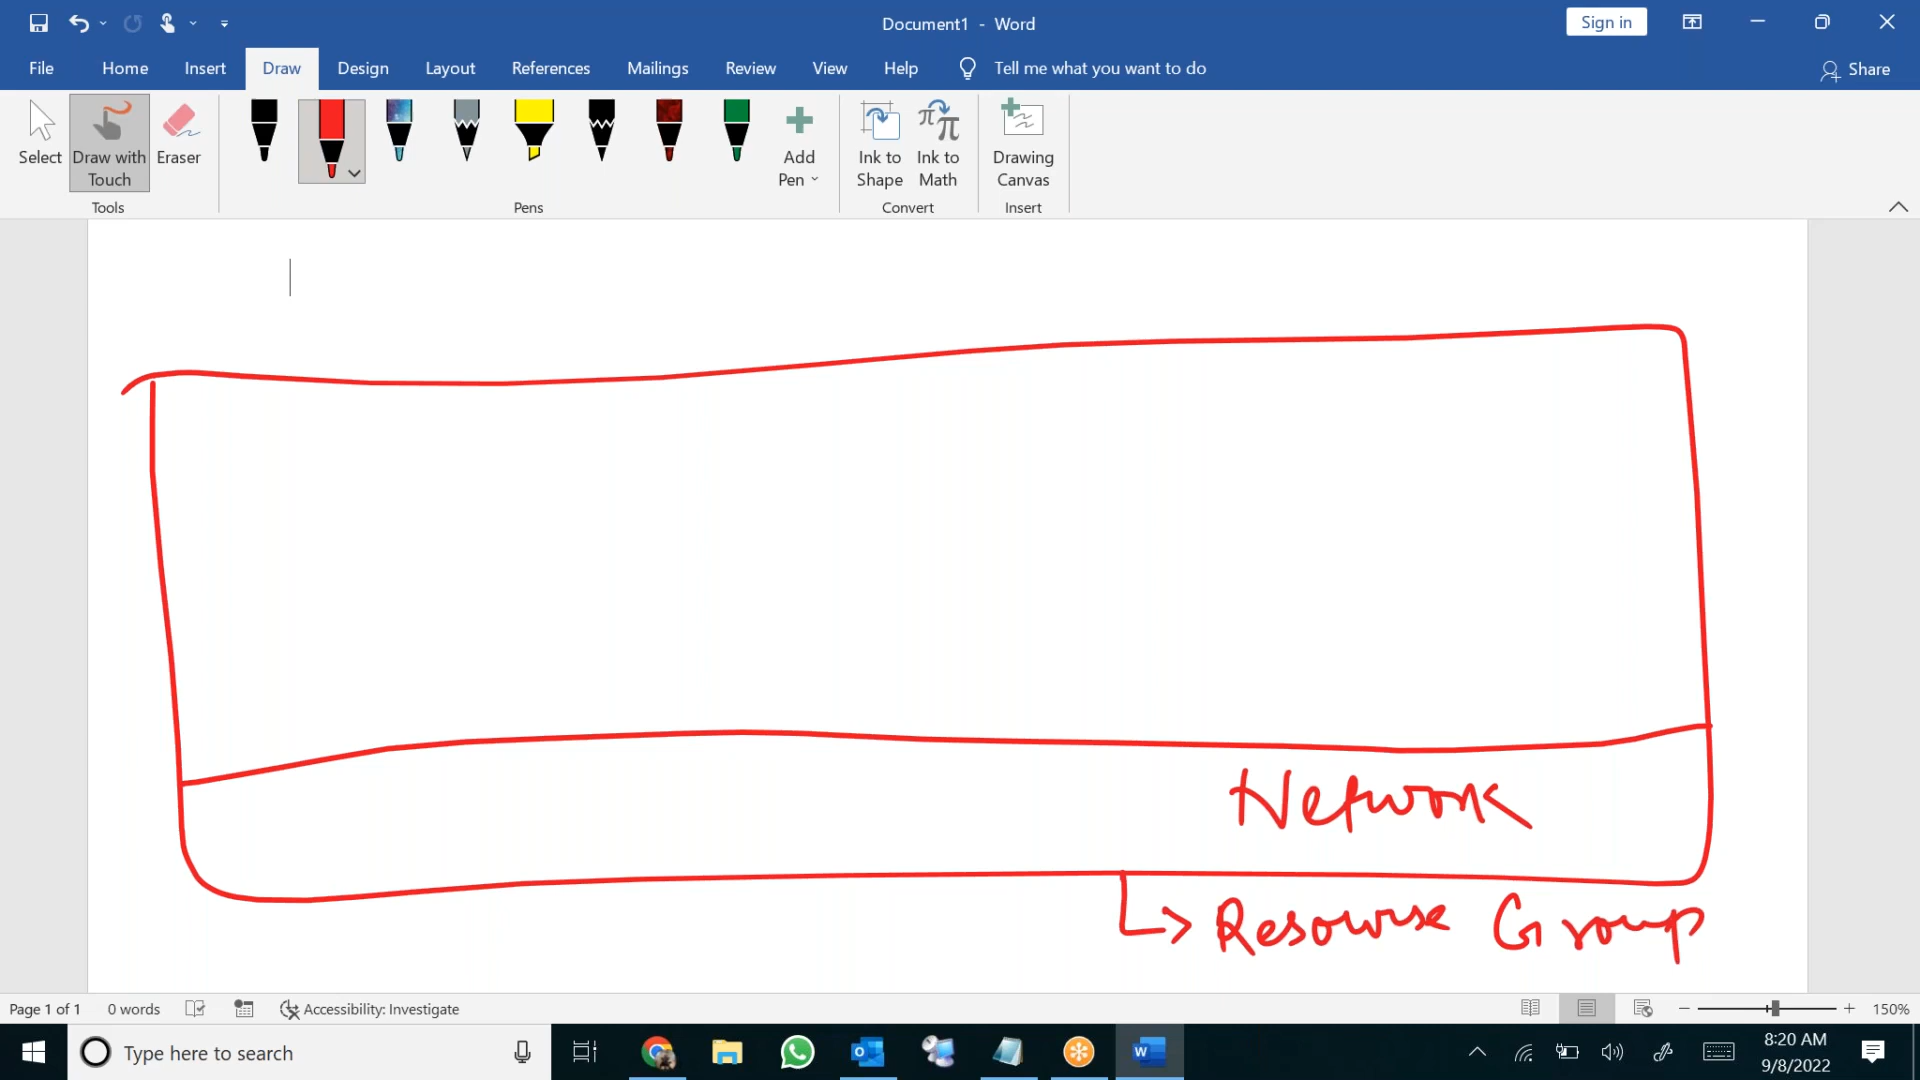 Document1 - Word
Sign in
File Home Insert Draw Design Layout References Mailings Review View Help Tell me what you want to do
Share
Select
Draw with Touch
Eraser
Add Pen
Ink to Shape
Ink to Math
Drawing Canvas
Tools
Pens
Convert
Insert
Network
Resourse Group
Page 1 of 1 0 words Accessibility: Investigate
150%
Type here to search
8:20 AM
9/8/2022